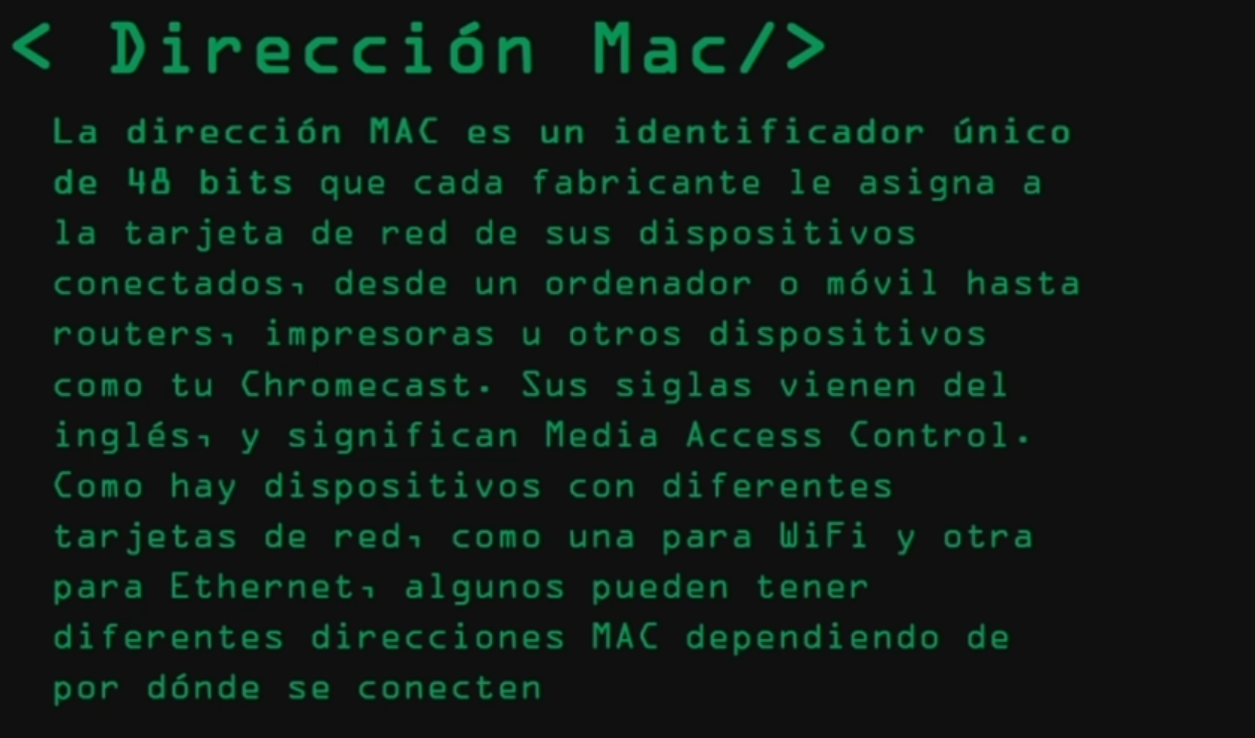 < Dirección Mac/>
La dirección MAC es un identificador único
de 48 bits que cada fabricante le asigna a
la tarjeta de red de sus dispositivos
conectados, desde un ordenador o móvil hasta
routers, impresoras u otros dispositivos
como tu Chromecast. Sus siglas vienen del
inglés, y significan Media Access Control.
Como hay dispositivos con diferentes
tarjetas de red, como una para WiFi y otra
para Ethernet, algunos pueden tener
diferentes direcciones MAC dependiendo de
por dónde se conecten